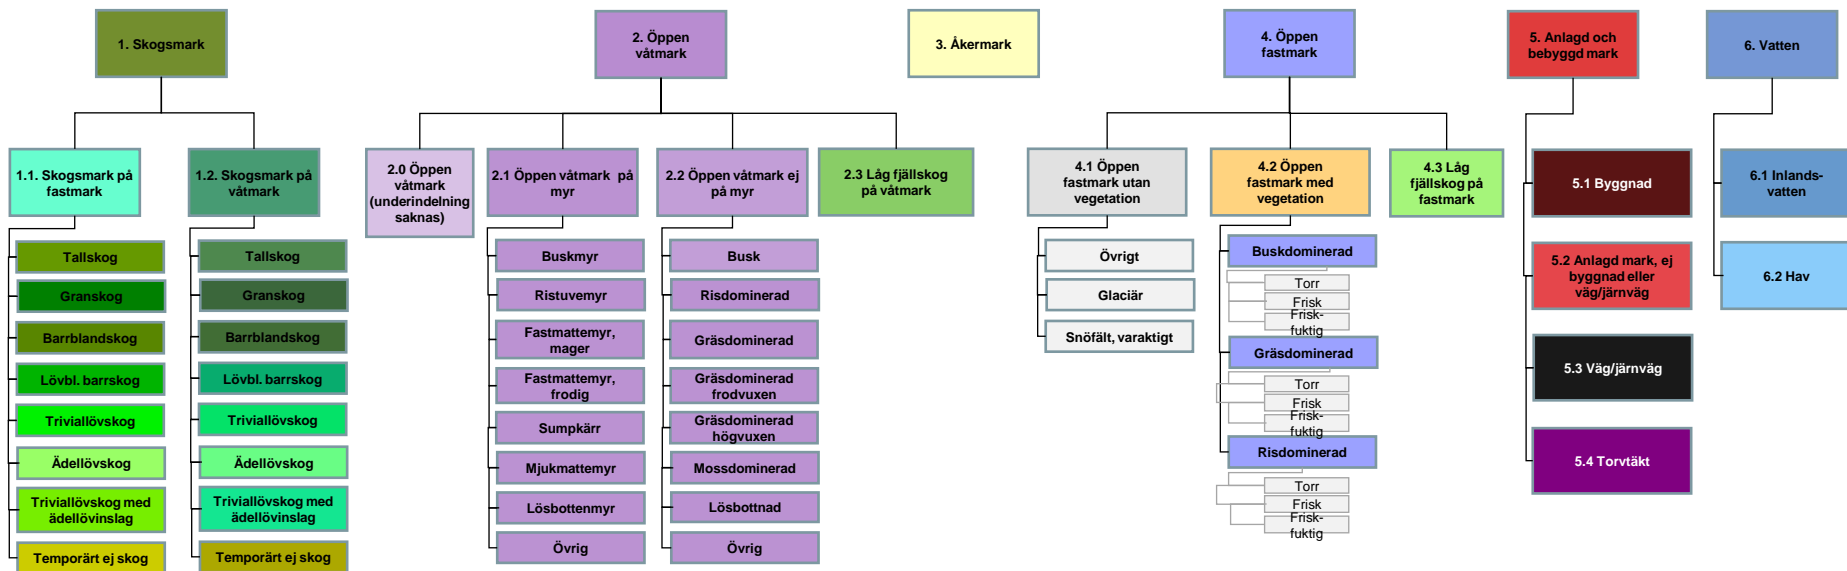 1. Skogsmark
1.1. Skogsmark på
fastmark
Tallskog
Granskog
Barrblandskog
Lövbl. barrskog
Triviallövskog
Ädellövskog
Triviallövskog med
ädellövinslag
Temporärt ej skog
1.2. Skogsmark på
våtmark
Tallskog
Granskog
Barrblandskog
Lövbl. barrskog
Triviallövskog
Ädellövskog
Triviallövskog med
ädellövinslag
Temporärt ej skog
2. Öppen
våtmark
2.0 Öppen
våtmark
(underindelning
saknas)
2.1 Öppen våtmark på
myr
Buskmyr
Ristuvemyr
Fastmattemyr,
mager
Fastmattemyr,
frodig
Sumpkärr
Mjukmattemyr
Lösbottenmyr
Övrig
2.2 Öppen våtmark ej
på myr
Busk
Risdominerad
Gräsdominerad
Gräsdominerad
frodvuxen
Gräsdominerad
högvuxen
Mossdominerad
Lösbottnad
Övrig
2.3 Låg fjällskog
på våtmark
3. Åkermark
4. Öppen
fastmark
4.1 Öppen
fastmark utan
vegetation
Övrigt
Glaciär
Snöfält, varaktigt
4.2 Öppen
fastmark med
vegetation
Buskdominerad
Torr
Frisk
Frisk-
fuktig
Gräsdominerad
Torr
Frisk
Frisk-
fuktig
Risdominerad
Torr
Frisk
Frisk-
fuktig
4.3 Låg
fjällskog på
fastmark
5. Anlagd och
bebyggd mark
5.1 Byggnad
5.2 Anlagd mark, ej
byggnad eller
väg/järnväg
5.3 Väg/järnväg
5.4 Torvtäkt
6. Vatten
6.1 Inlands-
vatten
6.2 Hav